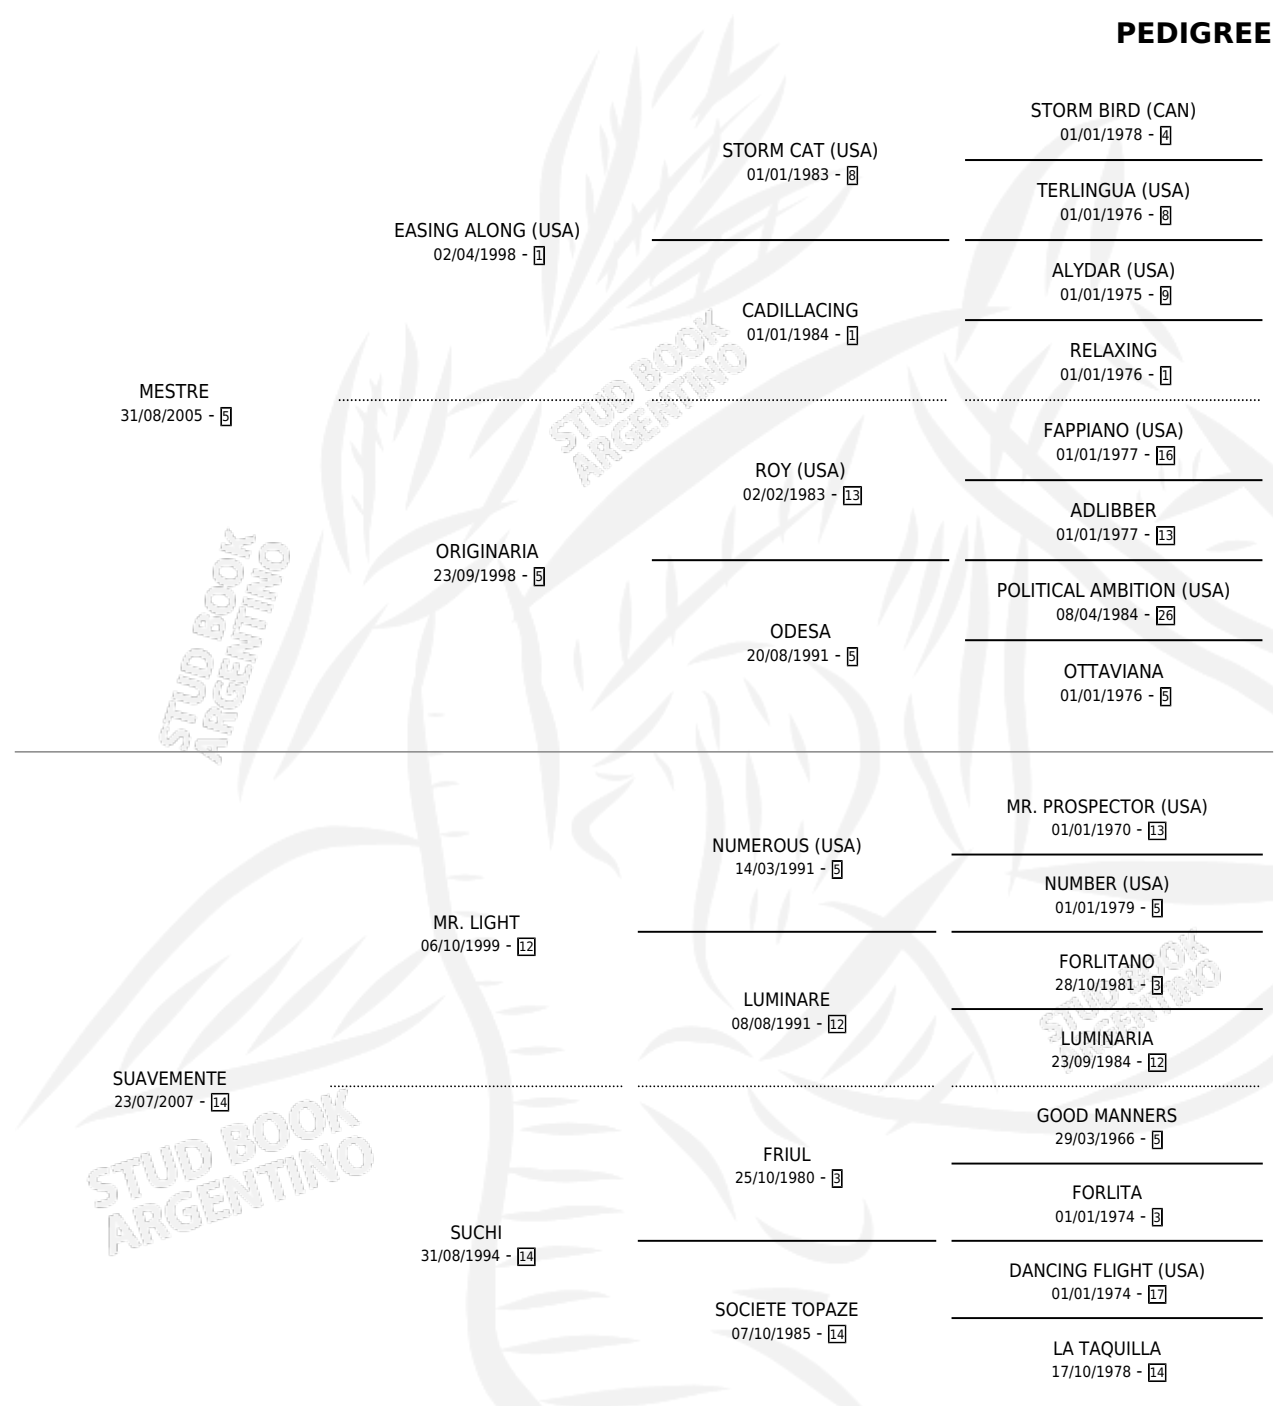 PEDIGREE
STORM BIRD (CAN)
01/01/1978 - 4
STORM CAT (USA)
01/01/1983 - 8
TERLINGUA (USA)
01/01/1976 - 8
EASING ALONG (USA)
02/04/1998 - 1
ALYDAR (USA)
01/01/1975 - 9
CADILLACING
01/01/1984 - 1
RELAXING
01/01/1976 - 1
MESTRE
31/08/2005 - 5
FAPPIANO (USA)
01/01/1977 - 16
ROY (USA)
02/02/1983 - 13
ADLIBBER
01/01/1977 - 13
ORIGINARIA
23/09/1998 - 5
POLITICAL AMBITION (USA)
08/04/1984 - 26
ODESA
20/08/1991 - 5
OTTAVIANA
01/01/1976 - 5
MR. PROSPECTOR (USA)
01/01/1970 - 13
NUMEROUS (USA)
14/03/1991 - 5
NUMBER (USA)
01/01/1979 - 5
MR. LIGHT
06/10/1999 - 12
FORLITANO
28/10/1981 - 3
LUMINARE
08/08/1991 - 12
LUMINARIA
23/09/1984 - 12
SUAVEMENTE
23/07/2007 - 14
GOOD MANNERS
29/03/1966 - 5
FRIUL
25/10/1980 - 3
FORLITA
01/01/1974 - 3
SUCHI
31/08/1994 - 14
DANCING FLIGHT (USA)
01/01/1974 - 17
SOCIETE TOPAZE
07/10/1985 - 14
LA TAQUILLA
17/10/1978 - 14
STUD BOOK
ARGENTINO
STUD BOOK
ARGENTINO
STUD BOOK
ARGENTINO
STUD BOOK
ARGENTINO